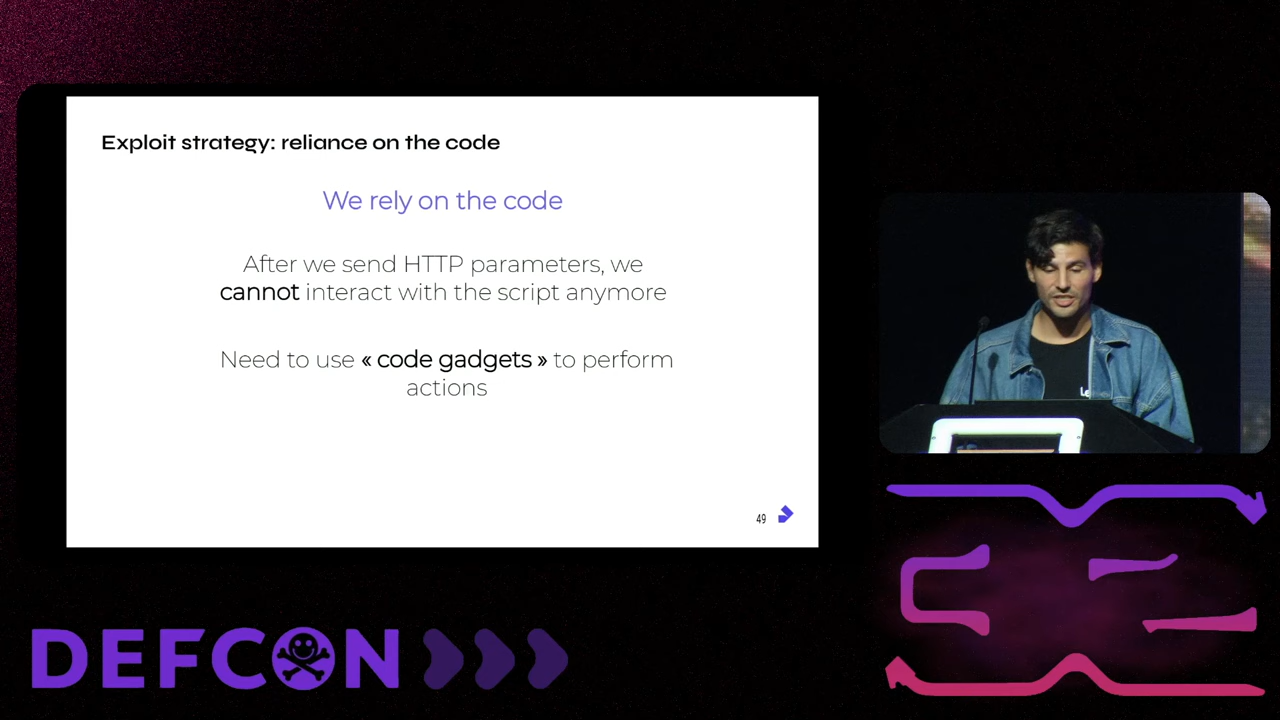 Exploit strategy: reliance on the code
We rely on the code
After we send HTTP parameters, we
cannot interact with the script anymore
Need to use « code gadgets » to perform
actions
49
DEFCON